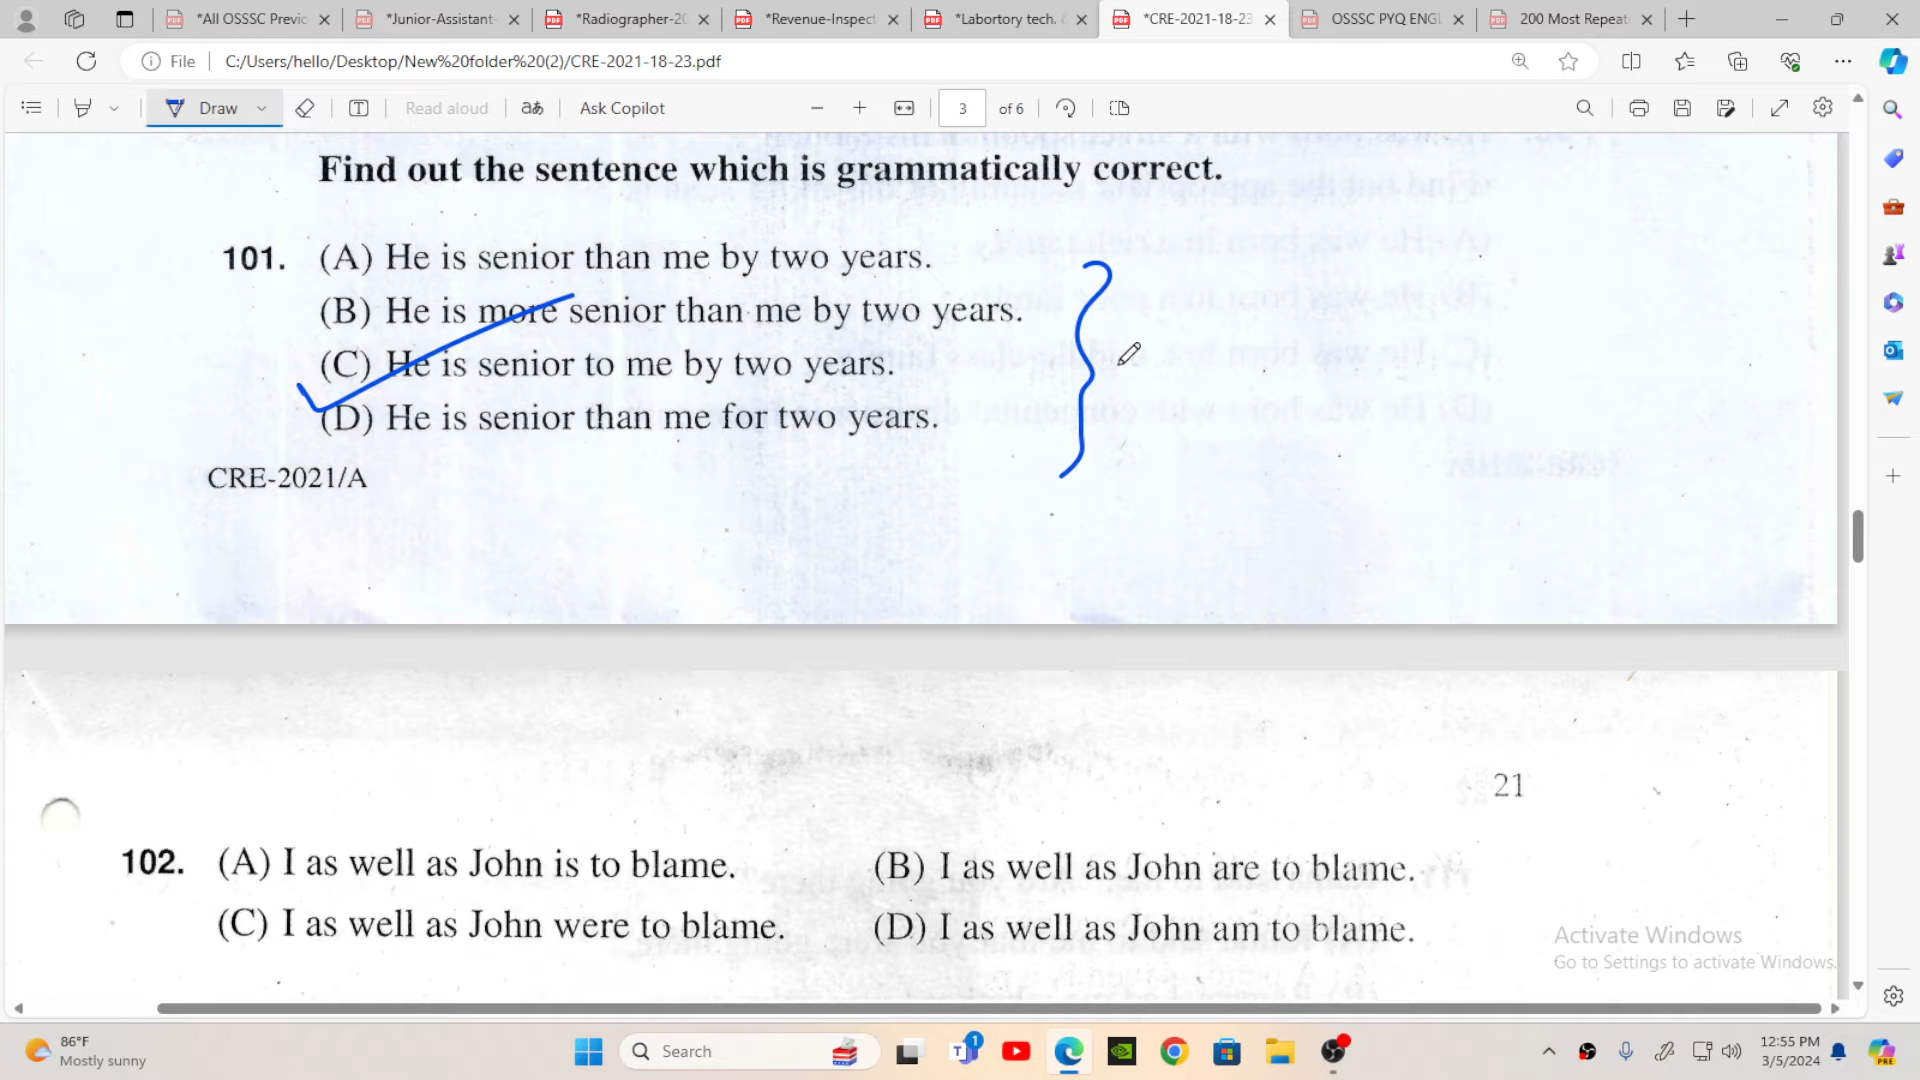 *All OSSSC Previo
*Junior-Assistant-
*Radiographer-20
*Revenue-Inspect
*Labortory tech. &
*CRE-2021-18-23
OSSSC PYQ ENGL
200 Most Repeat
File
C:/Users/hello/Desktop/New%20folder%20(2)/CRE-2021-18-23.pdf
Draw
Read aloud
Ask Copilot
3
of 6
Find out the sentence which is grammatically correct.
101. (A) He is senior than me by two years.
(B) He is more senior than me by two years.
(C) He is senior to me by two years.
(D) He is senior than me for two years.
CRE-2021/A
21
102. (A) I as well as John is to blame.
(B) I as well as John are to blame.
(C) I as well as John were to blame.
(D) I as well as John am to blame.
Activate Windows
Go to Settings to activate Windows.
86°F
Mostly sunny
Search
1
12:55 PM
3/5/2024
PRE